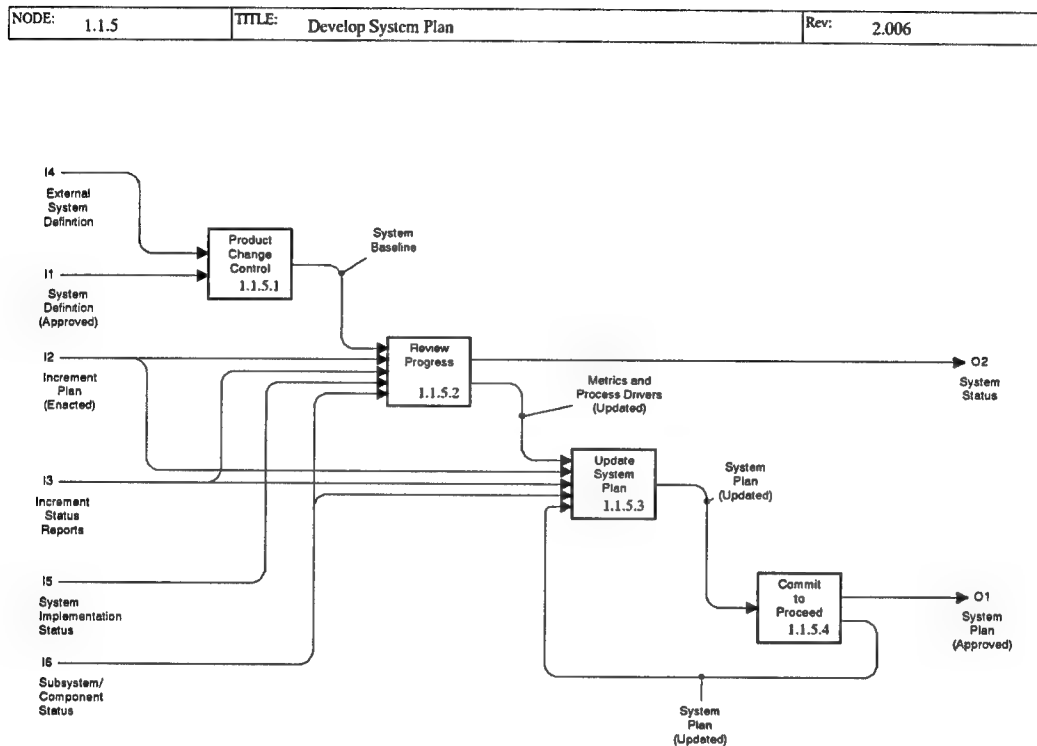 NODE: 1.1.5
TITLE: Develop System Plan
Rev: 2.006
I4
External
System
Definition
Product
Change
Control
1.1.5.1
System
Baseline
I1
System
Definition
(Approved)
I2
Increment
Plan
(Enacted)
Review
Progress
1.1.5.2
O2
System
Status
Metrics and
Process Drivers
(Updated)
I3
Increment
Status
Reports
Update
System
Plan
1.1.5.3
System
Plan
(Updated)
I5
System
Implementation
Status
Commit
to
Proceed
1.1.5.4
O1
System
Plan
(Approved)
I6
Subsystem/
Component
Status
System
Plan
(Updated)